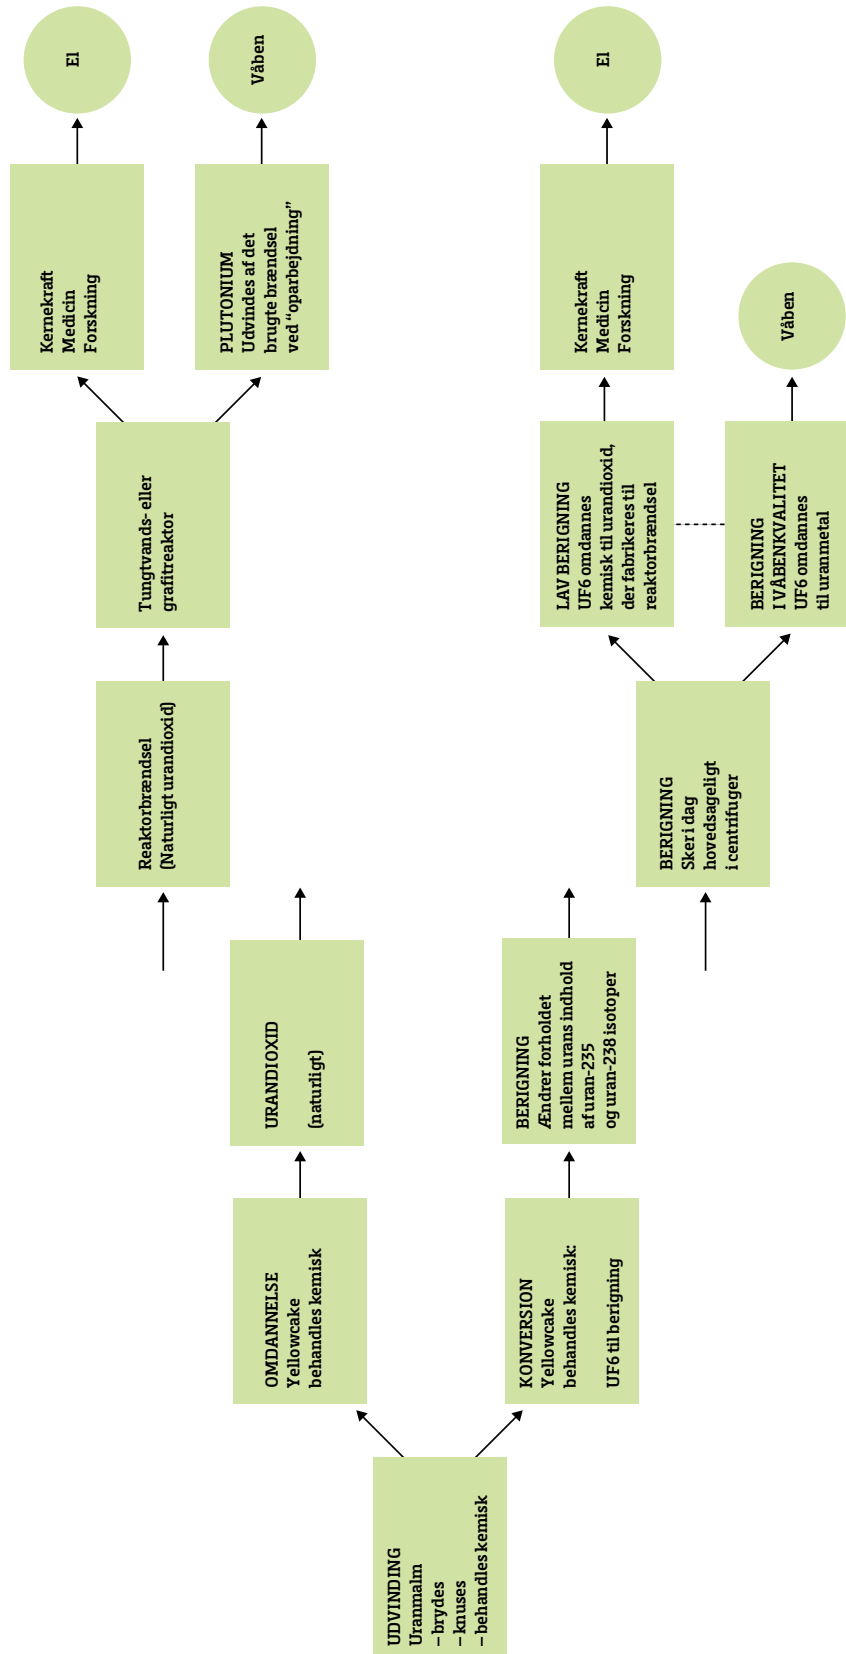 UDVINDING
Uranmalm
– brydes
– knuses
– behandles kemisk
OMDANNELSE
Yellowcake
behandles kemisk
URANDIOXID
(naturligt)
Reaktorbrændsel
(Naturligt urandioxid)
Tungtvands- eller
grafitreaktor
Kernekraft
Medicin
Forskning
El
PLUTONIUM
Udvindes af det
brugte brændsel
ved “oparbejdning”
Våben
KONVERSION
Yellowcake
behandles kemisk:
UF6 til berigning
BERIGNING
Ændrer forholdet
mellem urans indhold
af uran-235
og uran-238 isotoper
BERIGNING
Sker i dag
hovedsageligt
i centrifuger
LAV BERIGNING
UF6 omdannes
kemisk til urandioxid,
der fabrikeres til
reaktorbrændsel
Kernekraft
Medicin
Forskning
El
BERIGNING
I VÅBENKVALITET
UF6 omdannes
til uranmetal
Våben